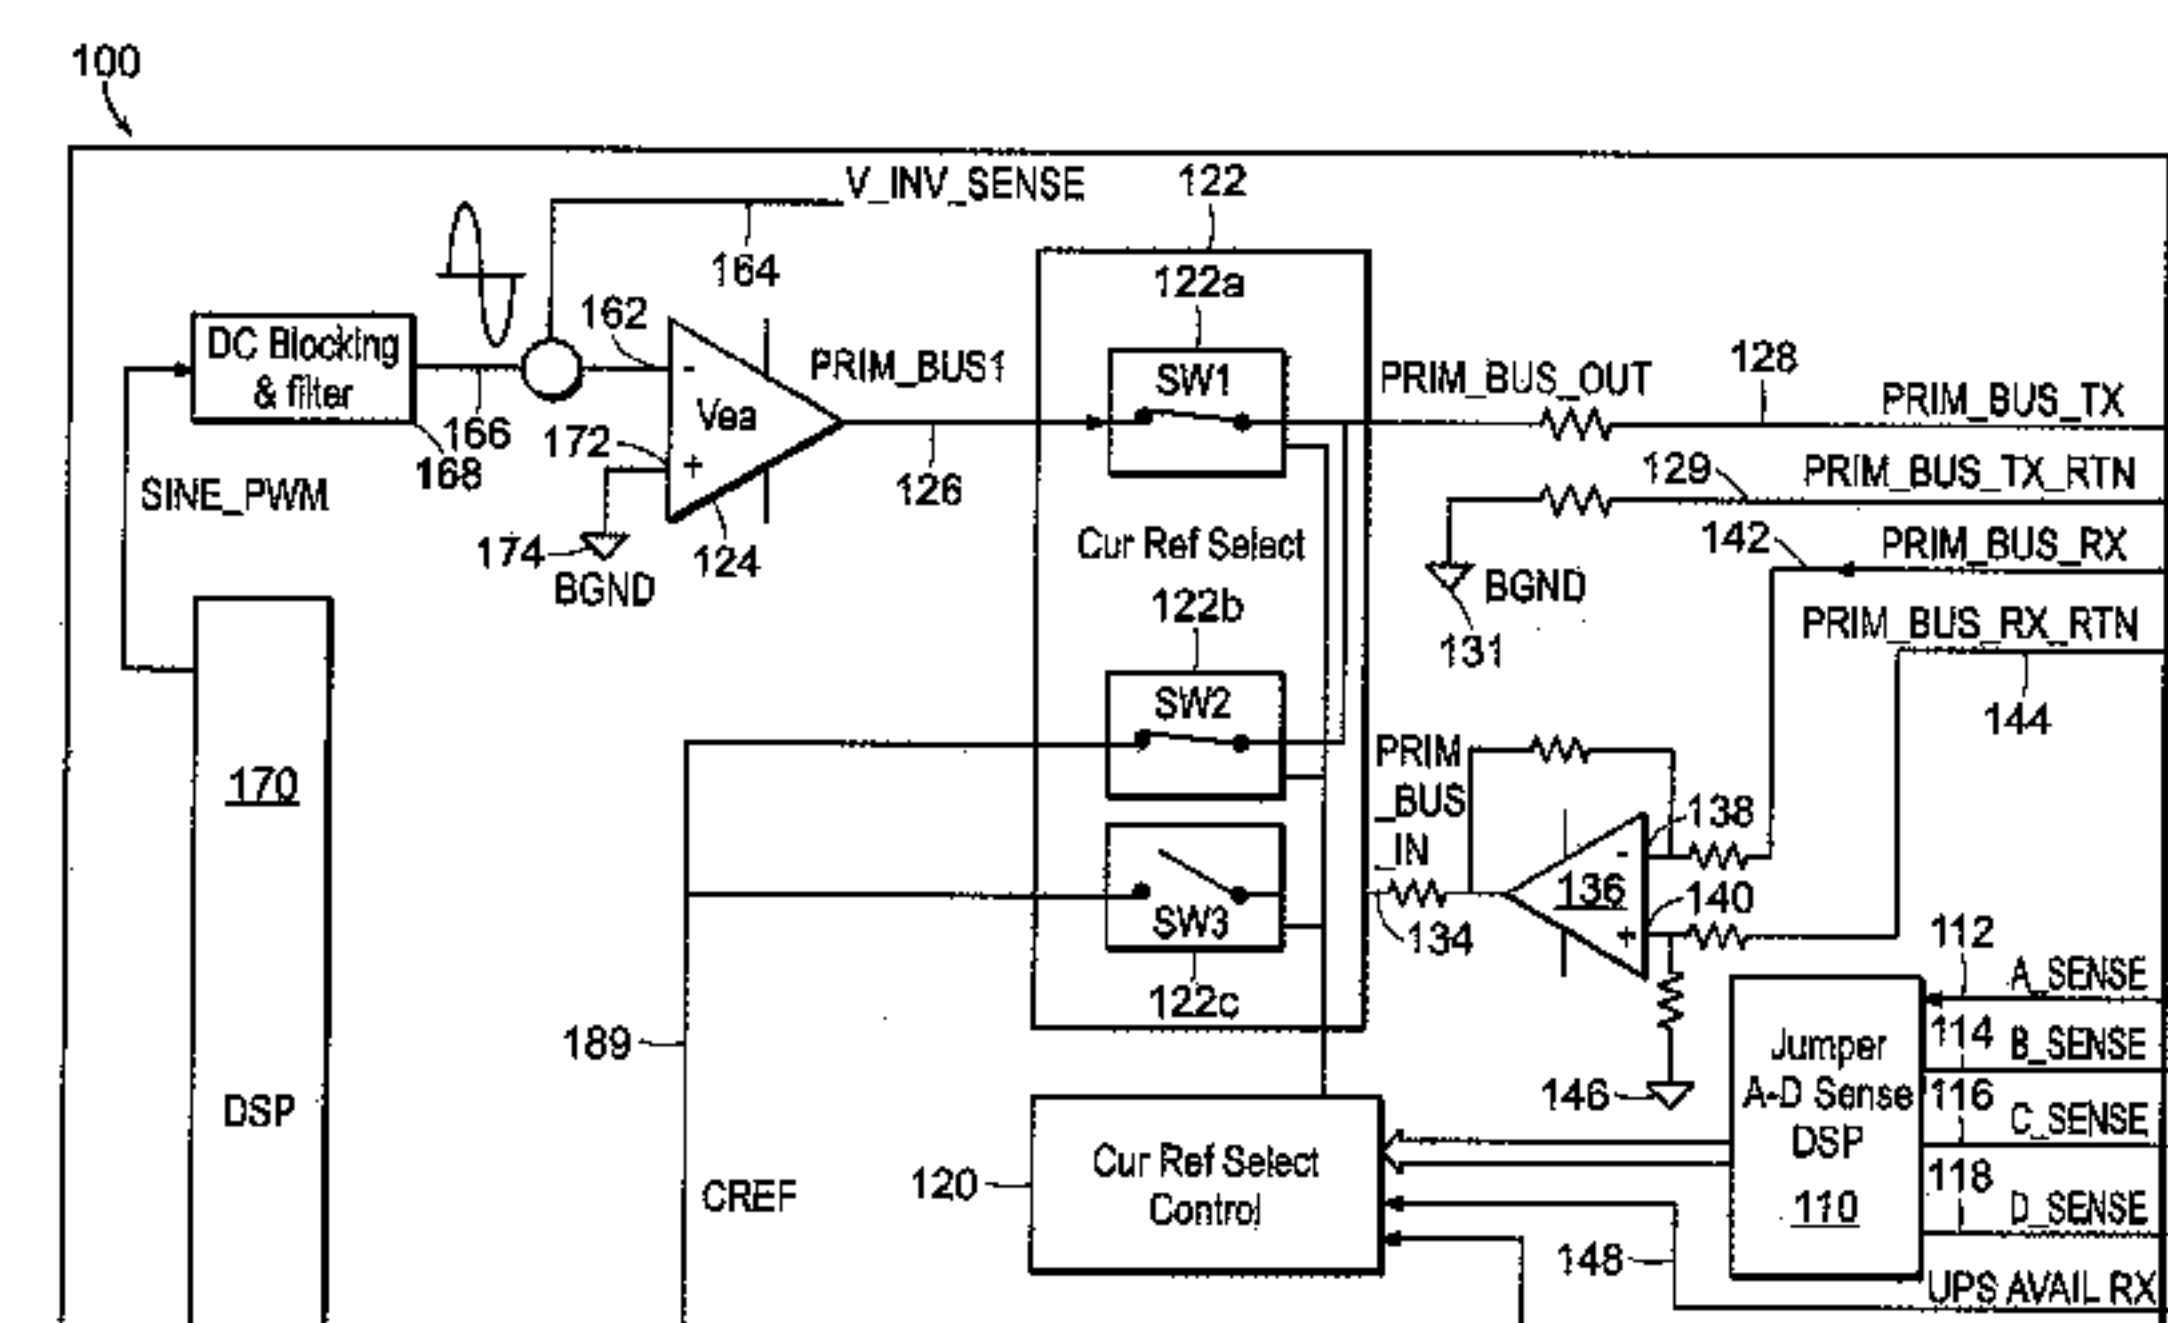 100
V_INV_SENSE
164
122
122a
DC Blocking
& filter
162
-
Vea
+
PRIM_BUS1
SW1
PRIM_BUS_OUT
128
PRIM_BUS_TX
166
168
172
126
129
PRIM_BUS_TX_RTN
SINE_PWM
174
BGND
124
Cur Ref Select
142
PRIM_BUS_RX
BGND
131
122b
PRIM_BUS_RX_RTN
144
SW2
170
PRIM
_BUS
_IN
138
-
136
140
+
134
SW3
122c
112
A_SENSE
189
114
B_SENSE
Jumper
A-D Sense
DSP
110
146
116
C_SENSE
DSP
120
Cur Ref Select
Control
CREF
118
D_SENSE
148
UPS AVAIL RX